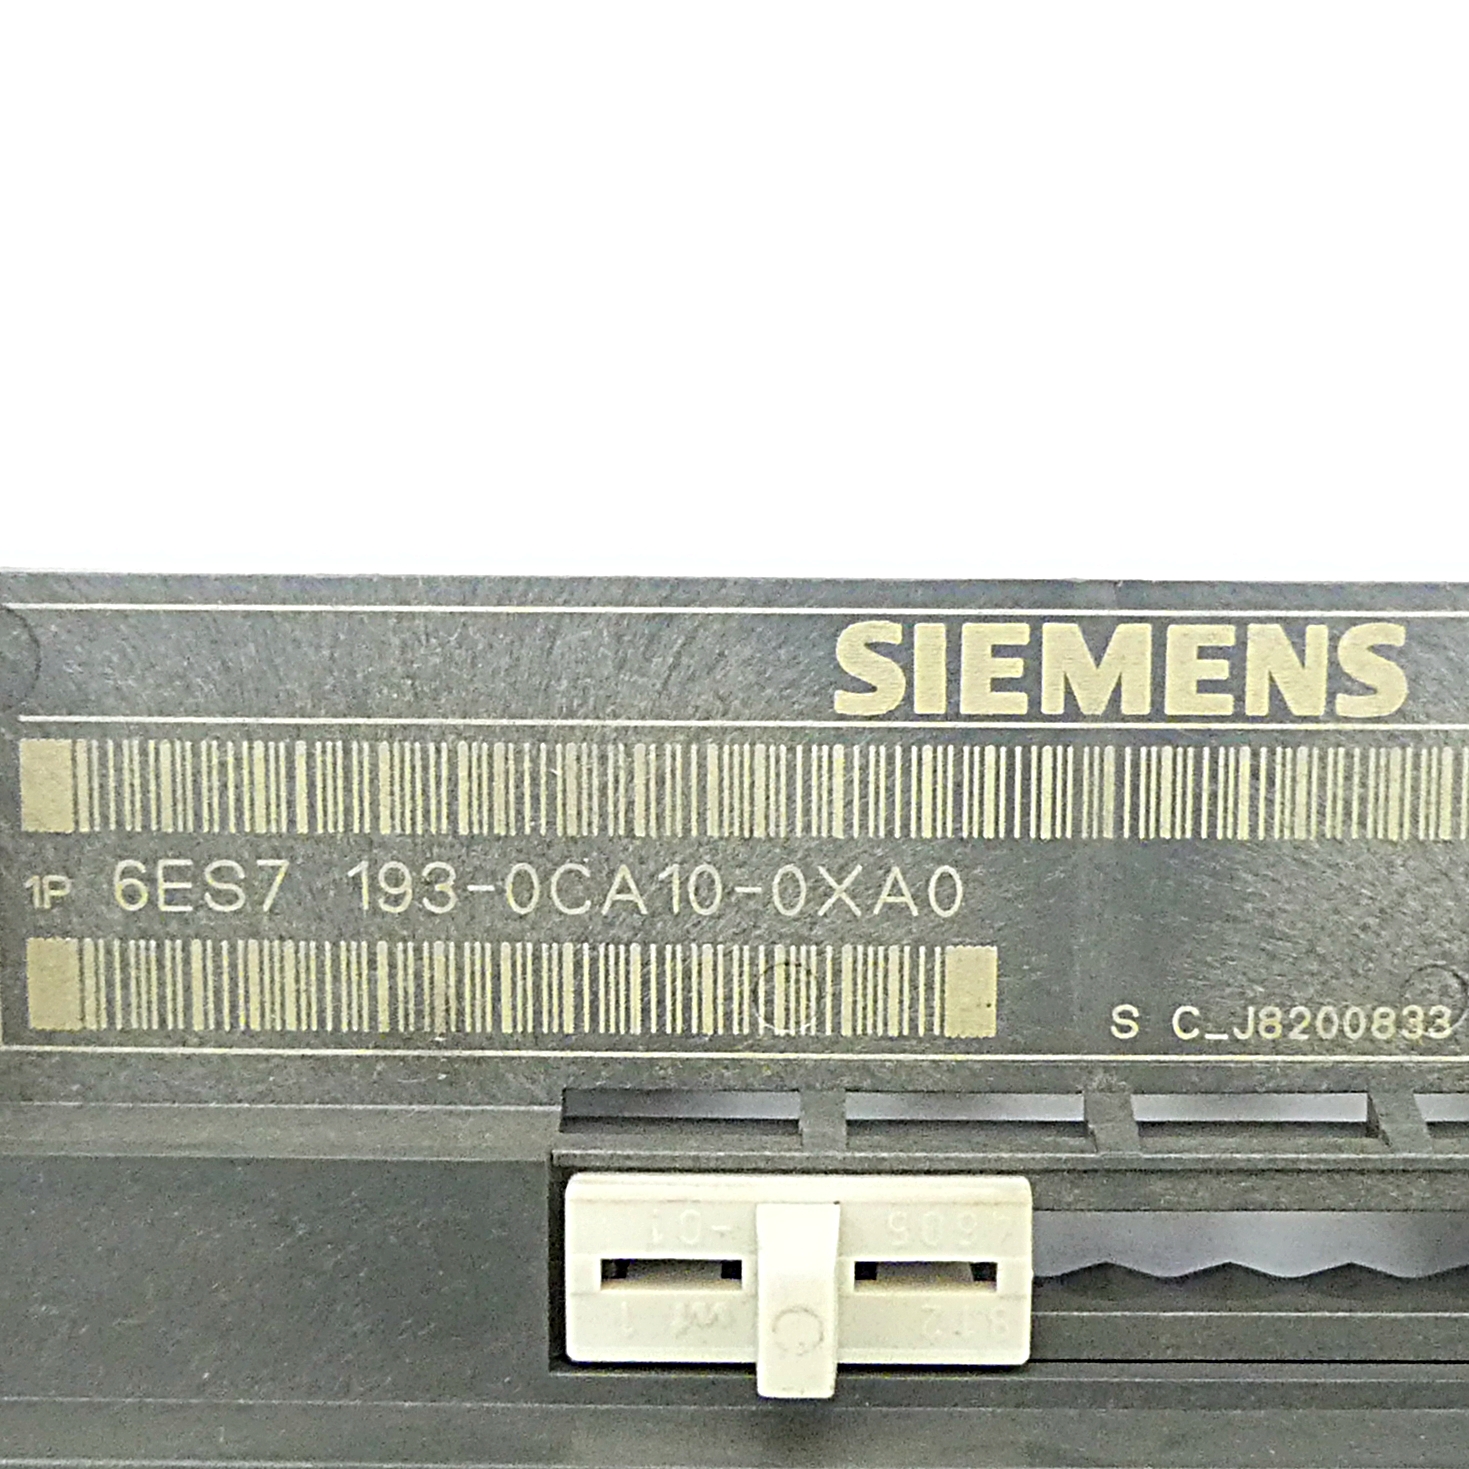 SIEMENS
1P 6ES7 193-0CA10-0XA0
S C_J8200833